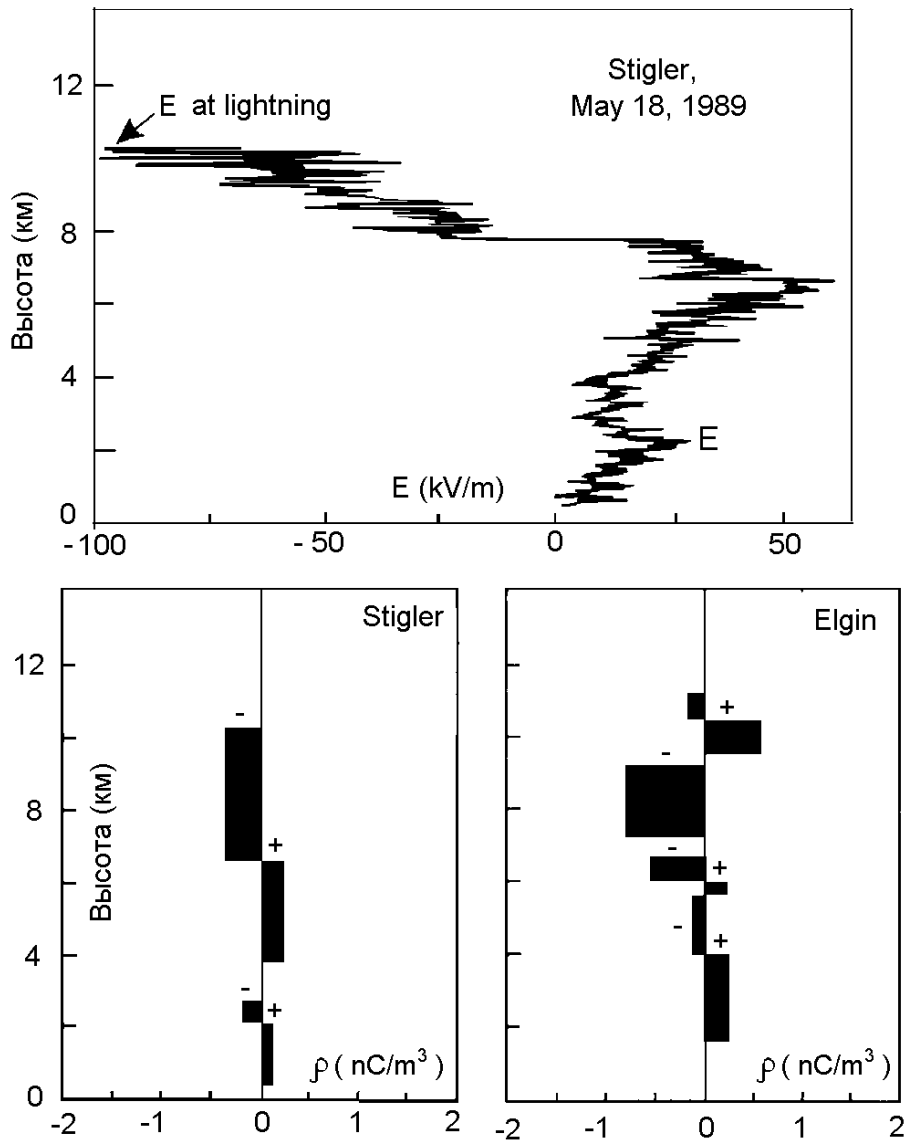 Stigler,
May 18, 1989
12
E at lightning
8
Высота (км)
4
E
E (kV/m)
0
-100
- 50
0
50
Stigler
12
-
8
+
Высота (км)
4
-
+
ρ ( nC/m³ )
0
-2
-1
0
1
2
Elgin
+
-
-
+
-
+
ρ ( nC/m³ )
-2
-1
0
1
2